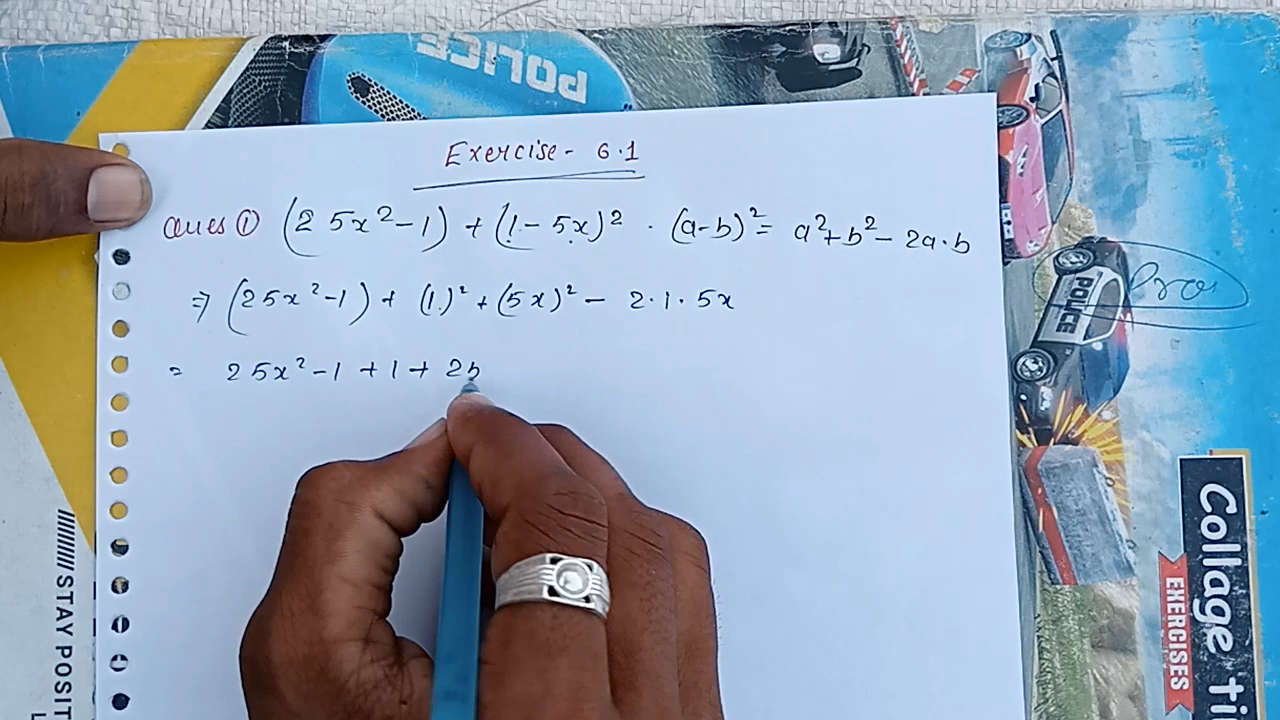 POLICE
Exercise - 6.1
Ques ① (25x²-1) + (1-5x)² . (a-b)² = a²+b²-2a.b
⇒ (25x²-1) + (1)² + (5x)² - 2.1.5x
= 25x²-1+1+25
POLICE
STAY POSIT
Collage ti
EXERCISES